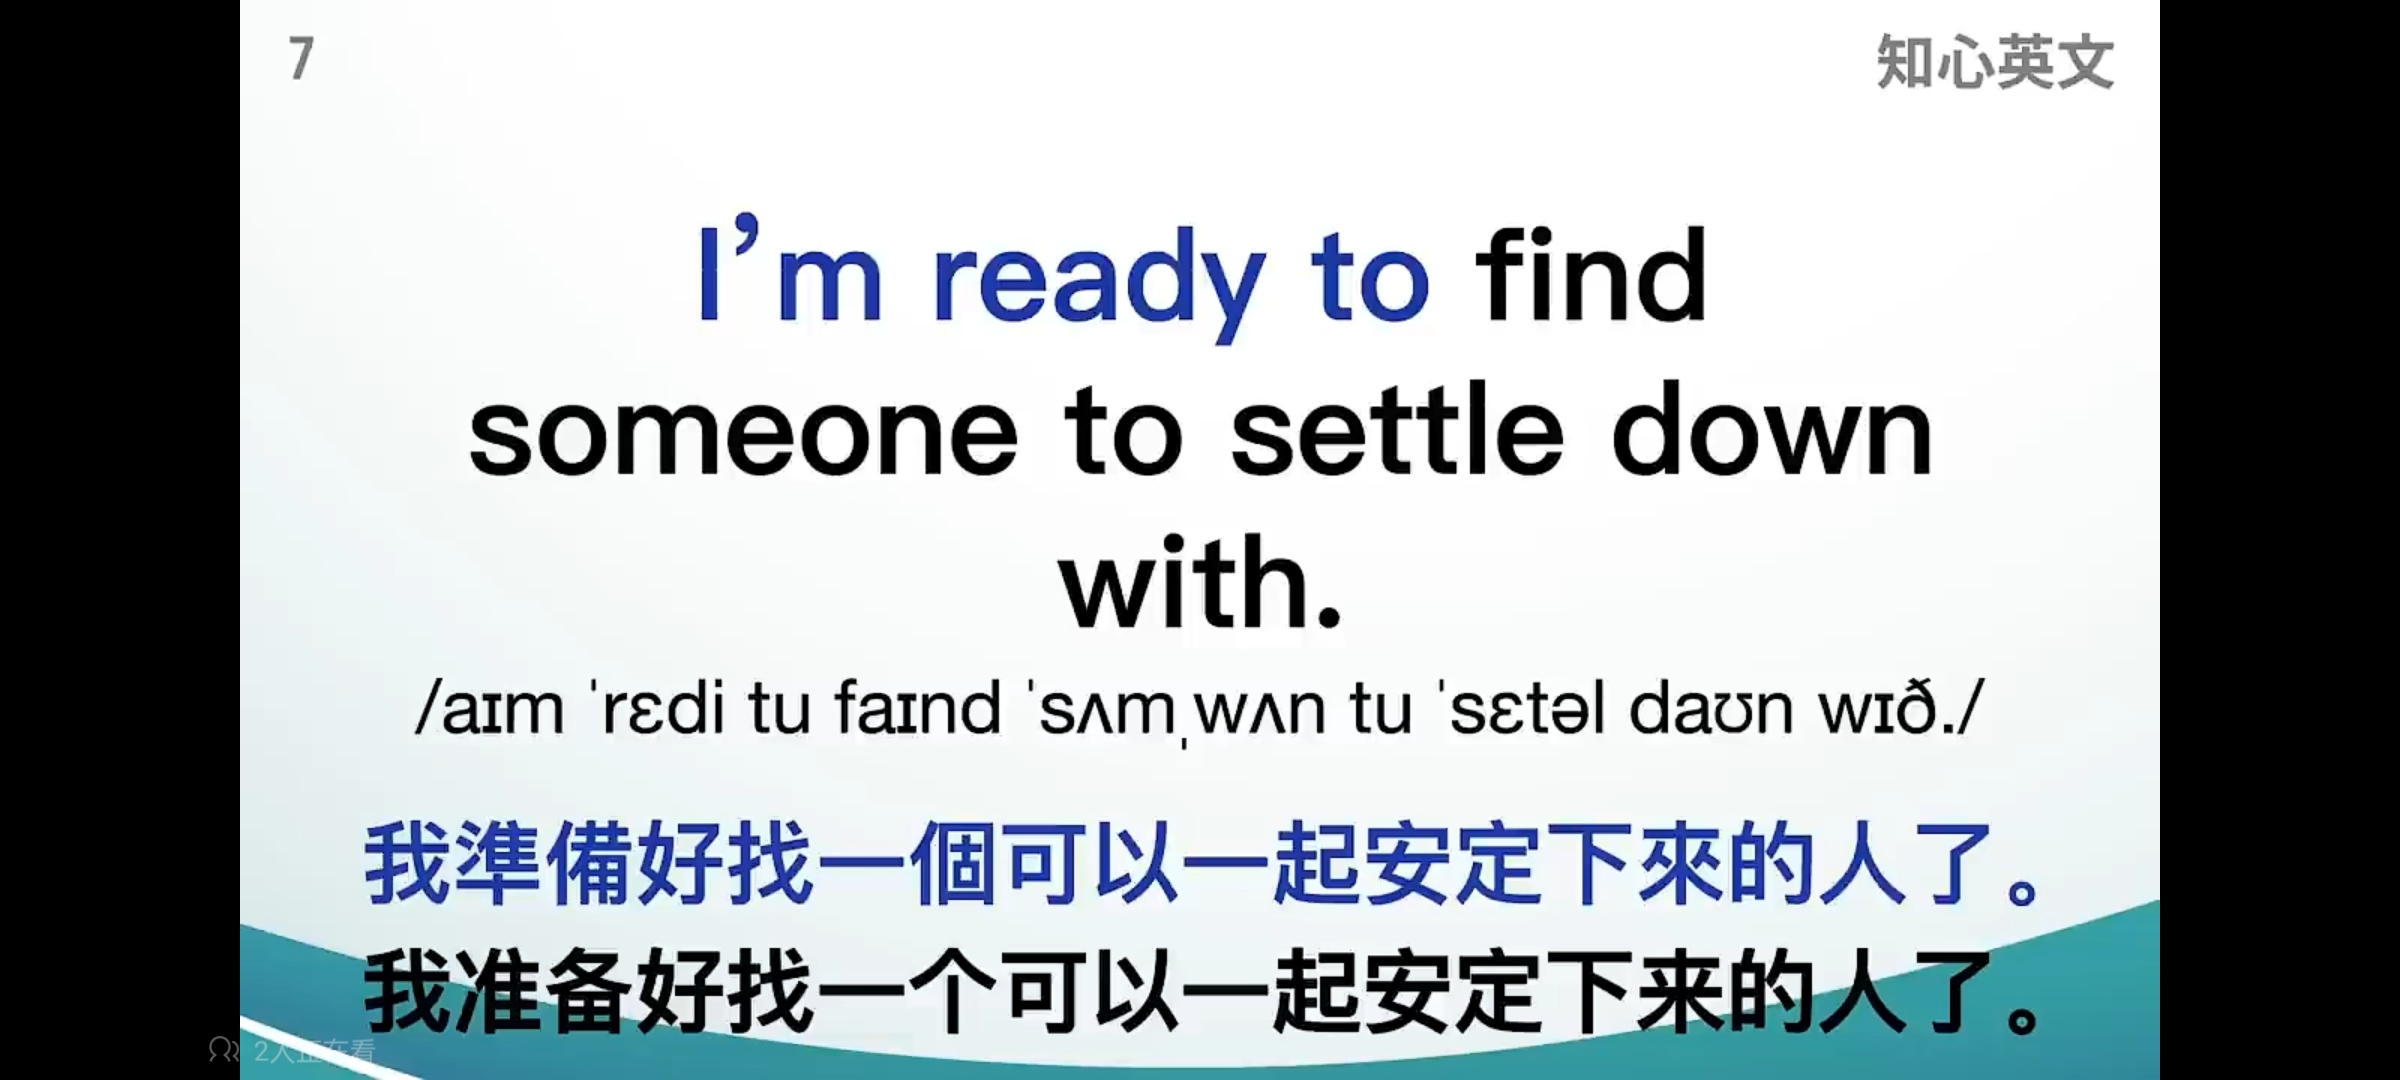 7
知心英文
I’m ready to find
someone to settle down
with.
/aɪm ˈrɛdi tu faɪnd ˈsʌmˌwʌn tu ˈsɛtəl daʊn wɪð./
我準備好找一個可以一起安定下來的人了。
我准备好找一个可以一起安定下来的人了。
2人正在看